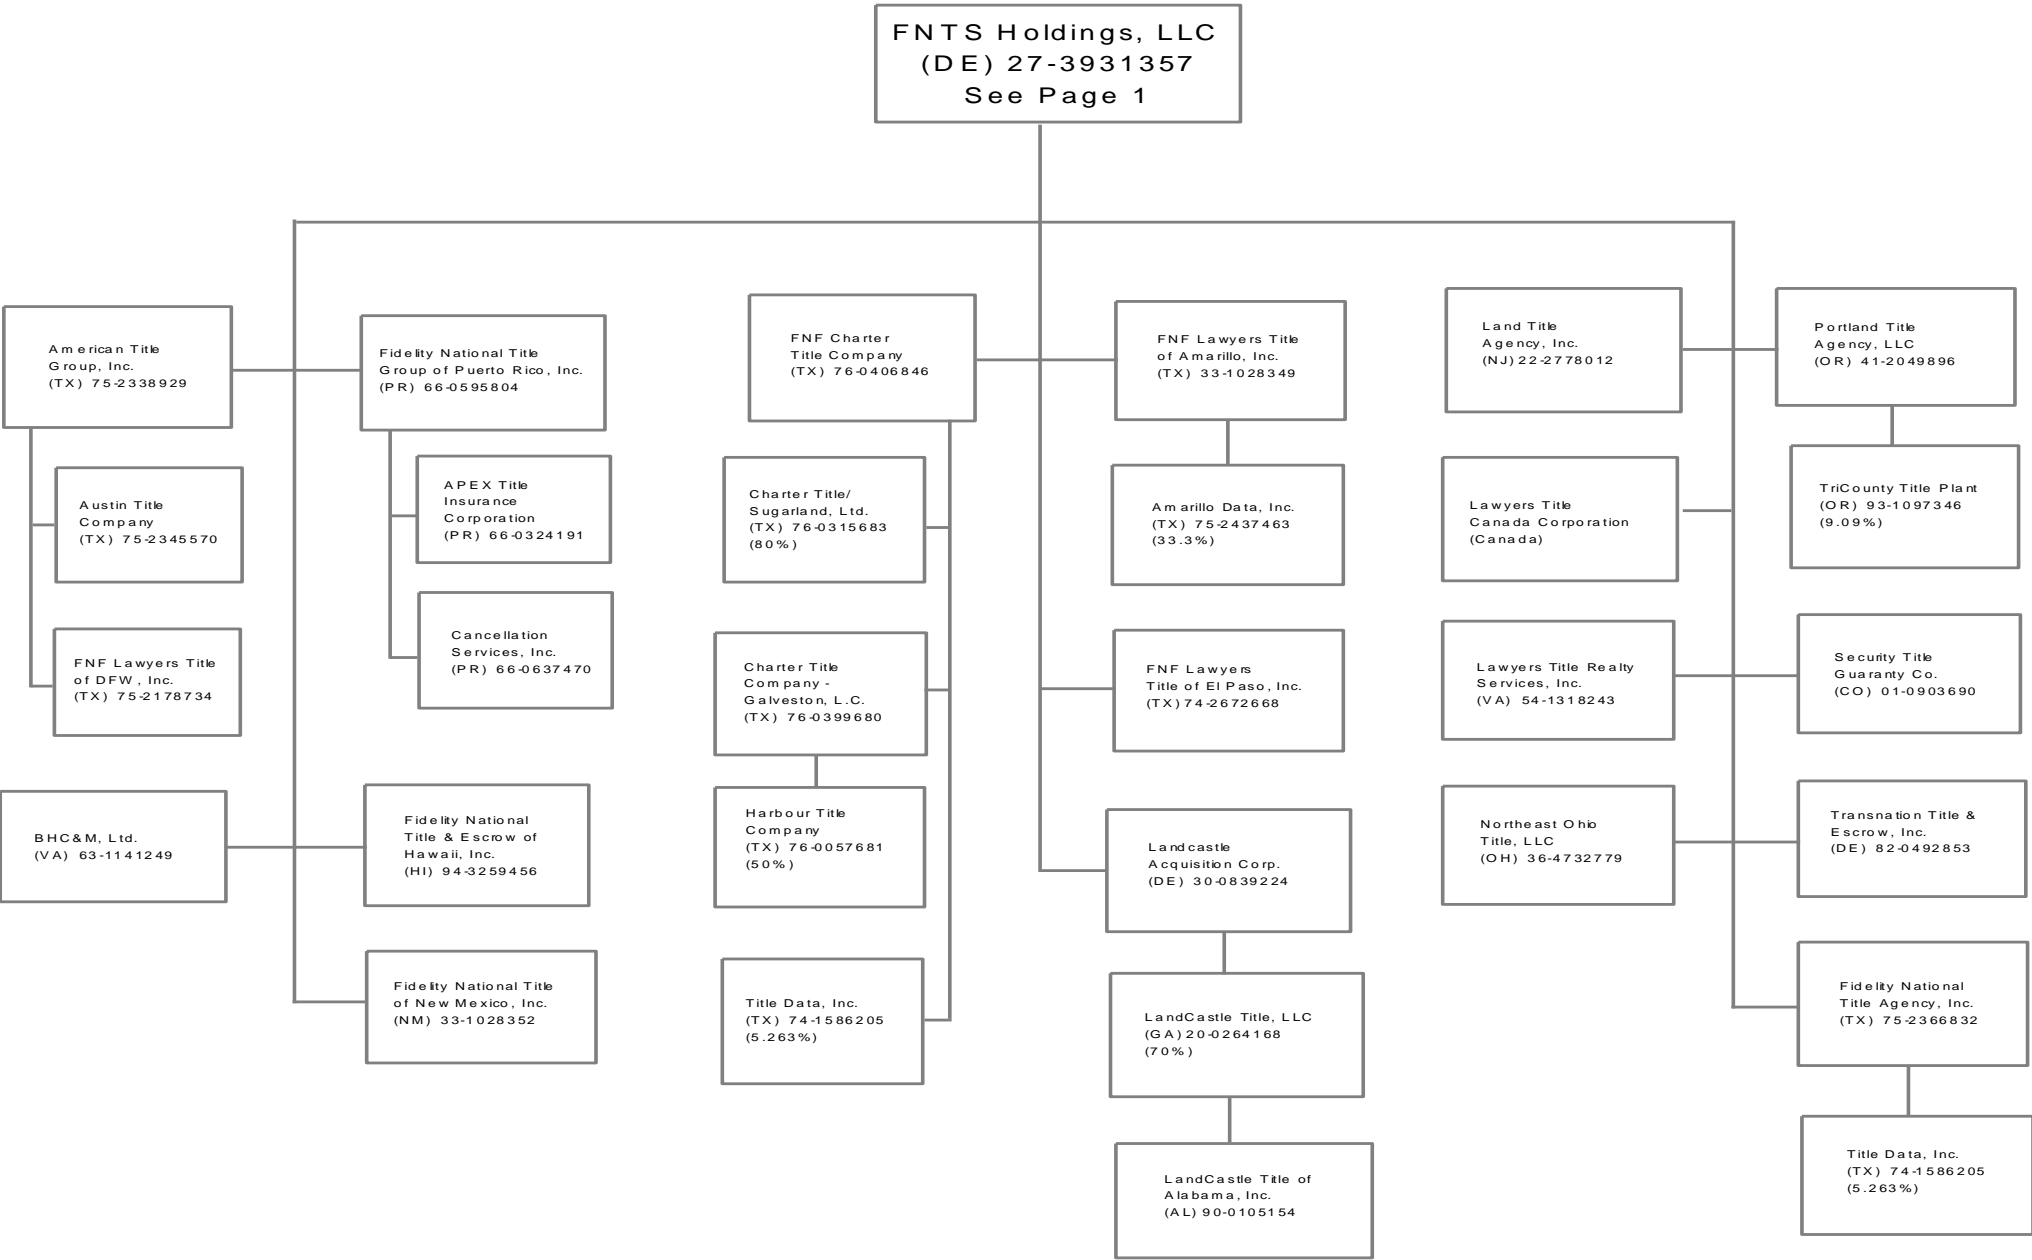 FNTS Holdings, LLC
(DE) 27-3931357
See Page 1
American Title
Group, Inc.
(TX) 75-2338929
Fidelity National Title
Group of Puerto Rico, Inc.
(PR) 66-0595804
Austin Title
Company
(TX) 75-2345570
APEX Title
Insurance
Corporation
(PR) 66-0324191
FNF Lawyers Title
of DFW, Inc.
(TX) 75-2178734
Cancellation
Services, Inc.
(PR) 66-0637470
BHC&M, Ltd.
(VA) 63-1141249
Fidelity National
Title & Escrow of
Hawaii, Inc.
(HI) 94-3259456
Fidelity National Title
of New Mexico, Inc.
(NM) 33-1028352
FNF Charter
Title Company
(TX) 76-0406846
FNF Lawyers Title
of Amarillo, Inc.
(TX) 33-1028349
Charter Title/
Sugarland, Ltd.
(TX) 76-0315683
(80%)
Amarillo Data, Inc.
(TX) 75-2437463
(33.3%)
Charter Title
Company -
Galveston, L.C.
(TX) 76-0399680
FNF Lawyers
Title of El Paso, Inc.
(TX) 74-2672668
Harbour Title
Company
(TX) 76-0057681
(50%)
Landcastle
Acquisition Corp.
(DE) 30-0839224
Title Data, Inc.
(TX) 74-1586205
(5.263%)
LandCastle Title, LLC
(GA) 20-0264168
(70%)
LandCastle Title of
Alabama, Inc.
(AL) 90-0105154
Land Title
Agency, Inc.
(NJ) 22-2778012
Portland Title
Agency, LLC
(OR) 41-2049896
Lawyers Title
Canada Corporation
(Canada)
TriCounty Title Plant
(OR) 93-1097346
(9.09%)
Lawyers Title Realty
Services, Inc.
(VA) 54-1318243
Security Title
Guaranty Co.
(CO) 01-0903690
Northeast Ohio
Title, LLC
(OH) 36-4732779
Transnation Title &
Escrow, Inc.
(DE) 82-0492853
Fidelity National
Title Agency, Inc.
(TX) 75-2366832
Title Data, Inc.
(TX) 74-1586205
(5.263%)